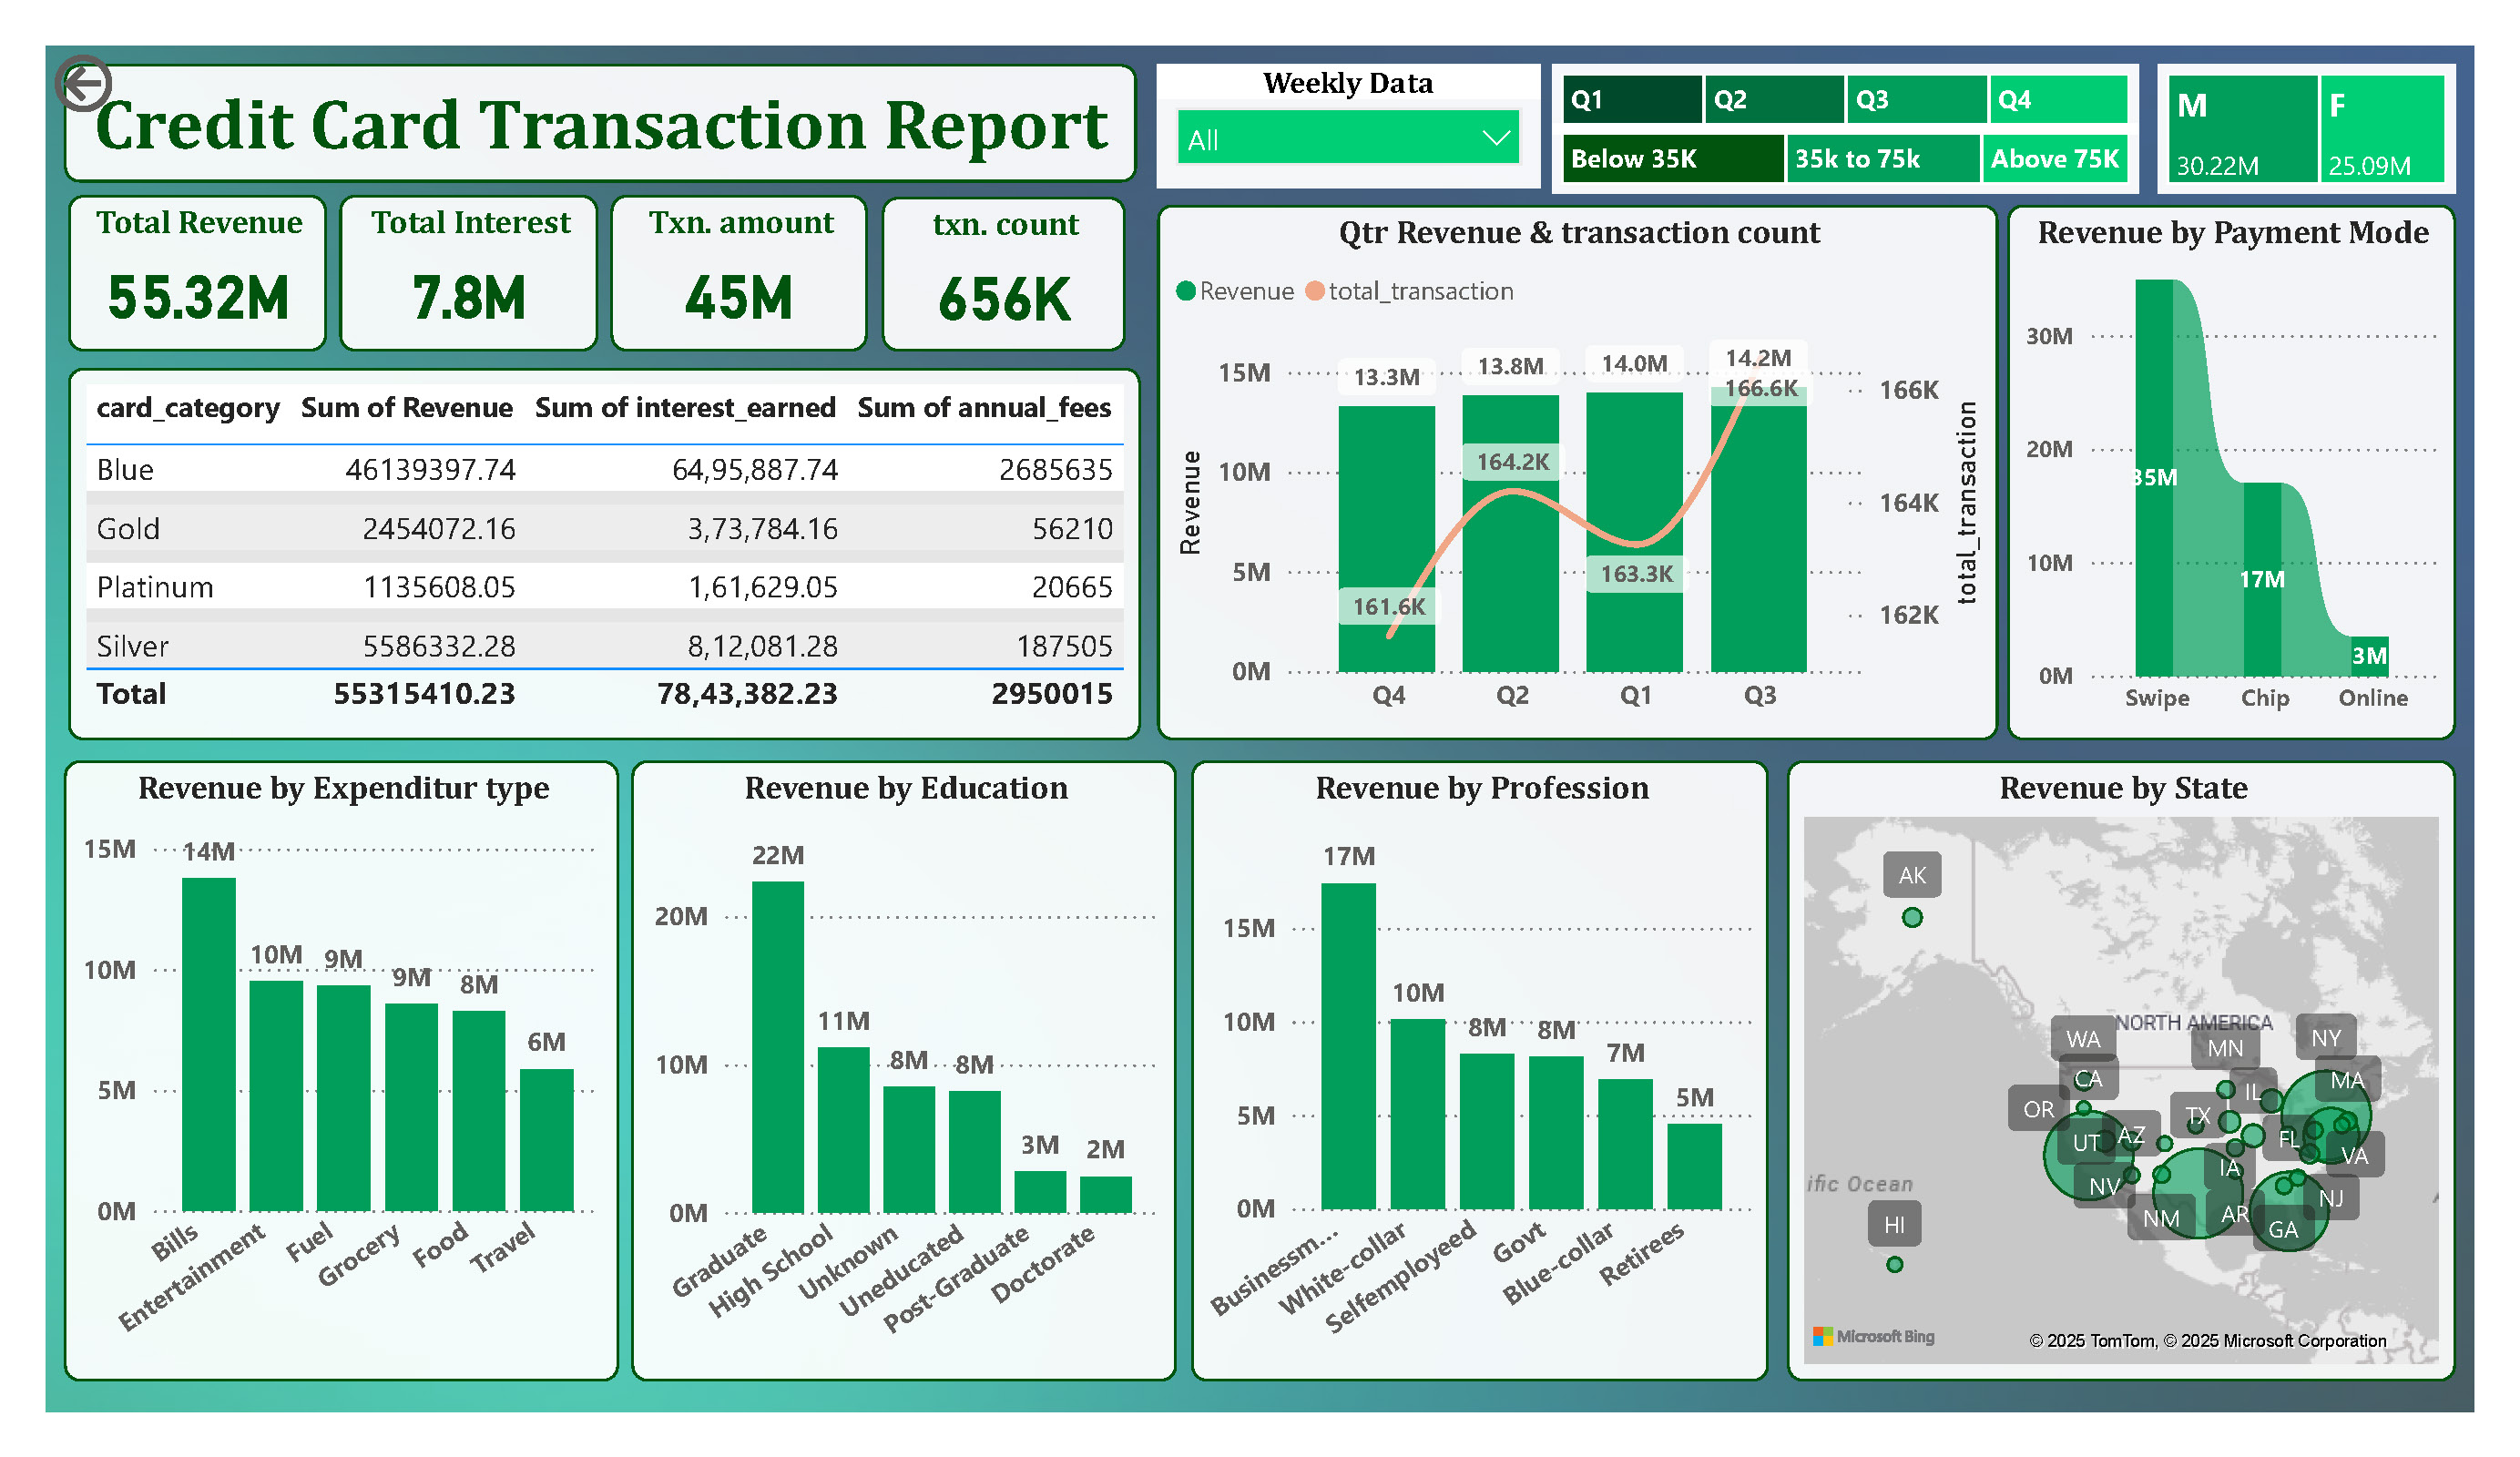 Credit Card Transaction Report
Weekly Data
All
Q1 Q2 Q3 Q4
Below 35K 35k to 75k Above 75K
M F
30.22M 25.09M
Total Revenue
55.32M
Total Interest
7.8M
Txn. amount
45M
txn. count
656K
card_category Sum of Revenue Sum of interest_earned Sum of annual_fees
Blue 46139397.74 64,95,887.74 2685635
Gold 2454072.16 3,73,784.16 56210
Platinum 1135608.05 1,61,629.05 20665
Silver 5586332.28 8,12,081.28 187505
Total 55315410.23 78,43,382.23 2950015
Qtr Revenue & transaction count
Revenue total_transaction
15M
10M
5M
0M
Revenue
13.3M 13.8M 14.0M 14.2M
161.6K 164.2K 163.3K 166.6K
166K
164K
162K
total_transaction
Q4 Q2 Q1 Q3
Revenue by Payment Mode
30M
20M
10M
0M
35M 17M 3M
Swipe Chip Online
Revenue by Expenditur type
15M
10M
5M
0M
14M 10M 9M 9M 8M 6M
Bills Entertainment Fuel Grocery Food Travel
Revenue by Education
20M
10M
0M
22M 11M 8M 8M 3M 2M
Graduate High School Unknown Uneducated Post-Graduate Doctorate
Revenue by Profession
15M
10M
5M
0M
17M 10M 8M 8M 7M 5M
Businessm... White-collar Selfemployeed Govt Blue-collar Retirees
Revenue by State
AK
NORTH AMERICA
WA MN NY
CA IL MA
OR TX
UT AZ FL VA
IA
NV NJ
NM AR GA
ific Ocean
HI
Microsoft Bing
© 2025 TomTom, © 2025 Microsoft Corporation